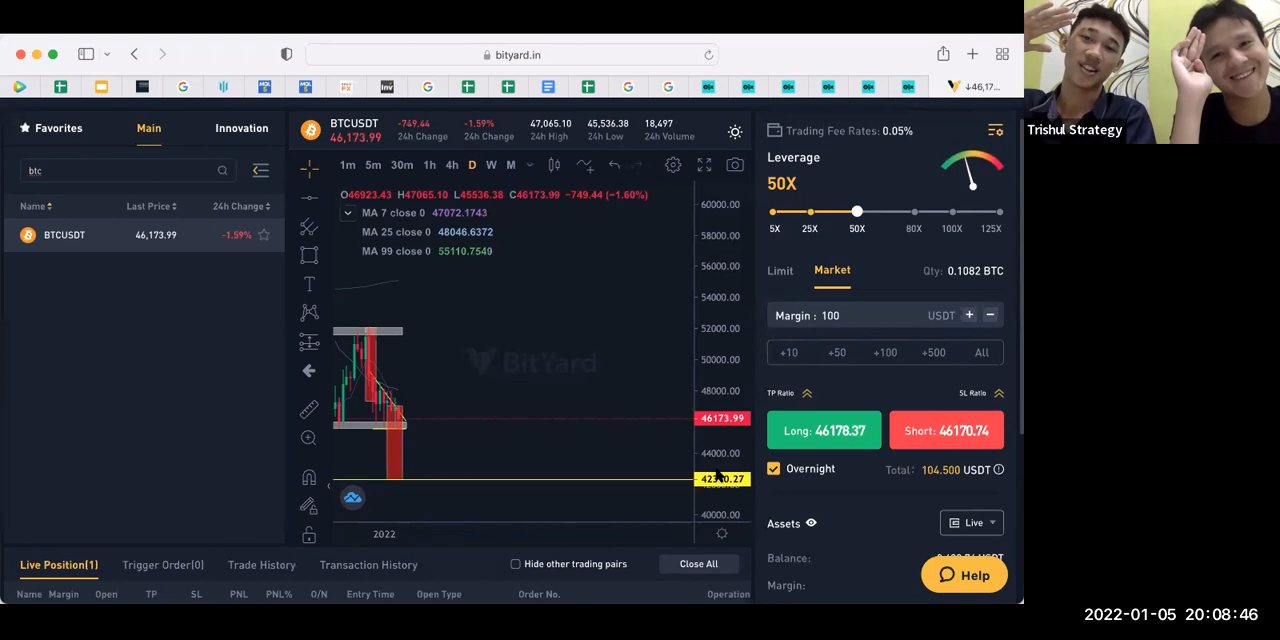 bityard.in
↓46,17...
Trishul Strategy
Favorites Main Innovation
btc
Name Last Price 24h Change
BTCUSDT 46,173.99 -1.59%
BTCUSDT -749.44 -1.59% 47,065.10 45,536.38 18,497
46,173.99 24h Change 24h Change 24h High 24h Low 24h Volume
1m 5m 30m 1h 4h D W M
O46923.43 H47065.10 L45536.38 C46173.99 −749.44 (−1.60%)
MA 7 close 0 47072.1743
MA 25 close 0 48046.6372
MA 99 close 0 55110.7540
60000.00
58000.00
56000.00
54000.00
52000.00
50000.00
48000.00
46173.99
44000.00
40000.00
BitYard
2022
Trading Fee Rates: 0.05%
Leverage
50X
5X 25X 50X 80X 100X 125X
Limit Market Qty: 0.1082 BTC
Margin : 100 USDT + −
+10 +50 +100 +500 All
TP Ratio SL Ratio
Long: 46178.37 Short: 46170.74
Overnight Total: 104.500 USDT
Assets Live
Balance:
Margin:
Help
Live Position(1) Trigger Order(0) Trade History Transaction History Hide other trading pairs Close All
Name Margin Open TP SL PNL PNL% O/N Entry Time Open Type Order No. Operation
2022-01-05 20:08:46